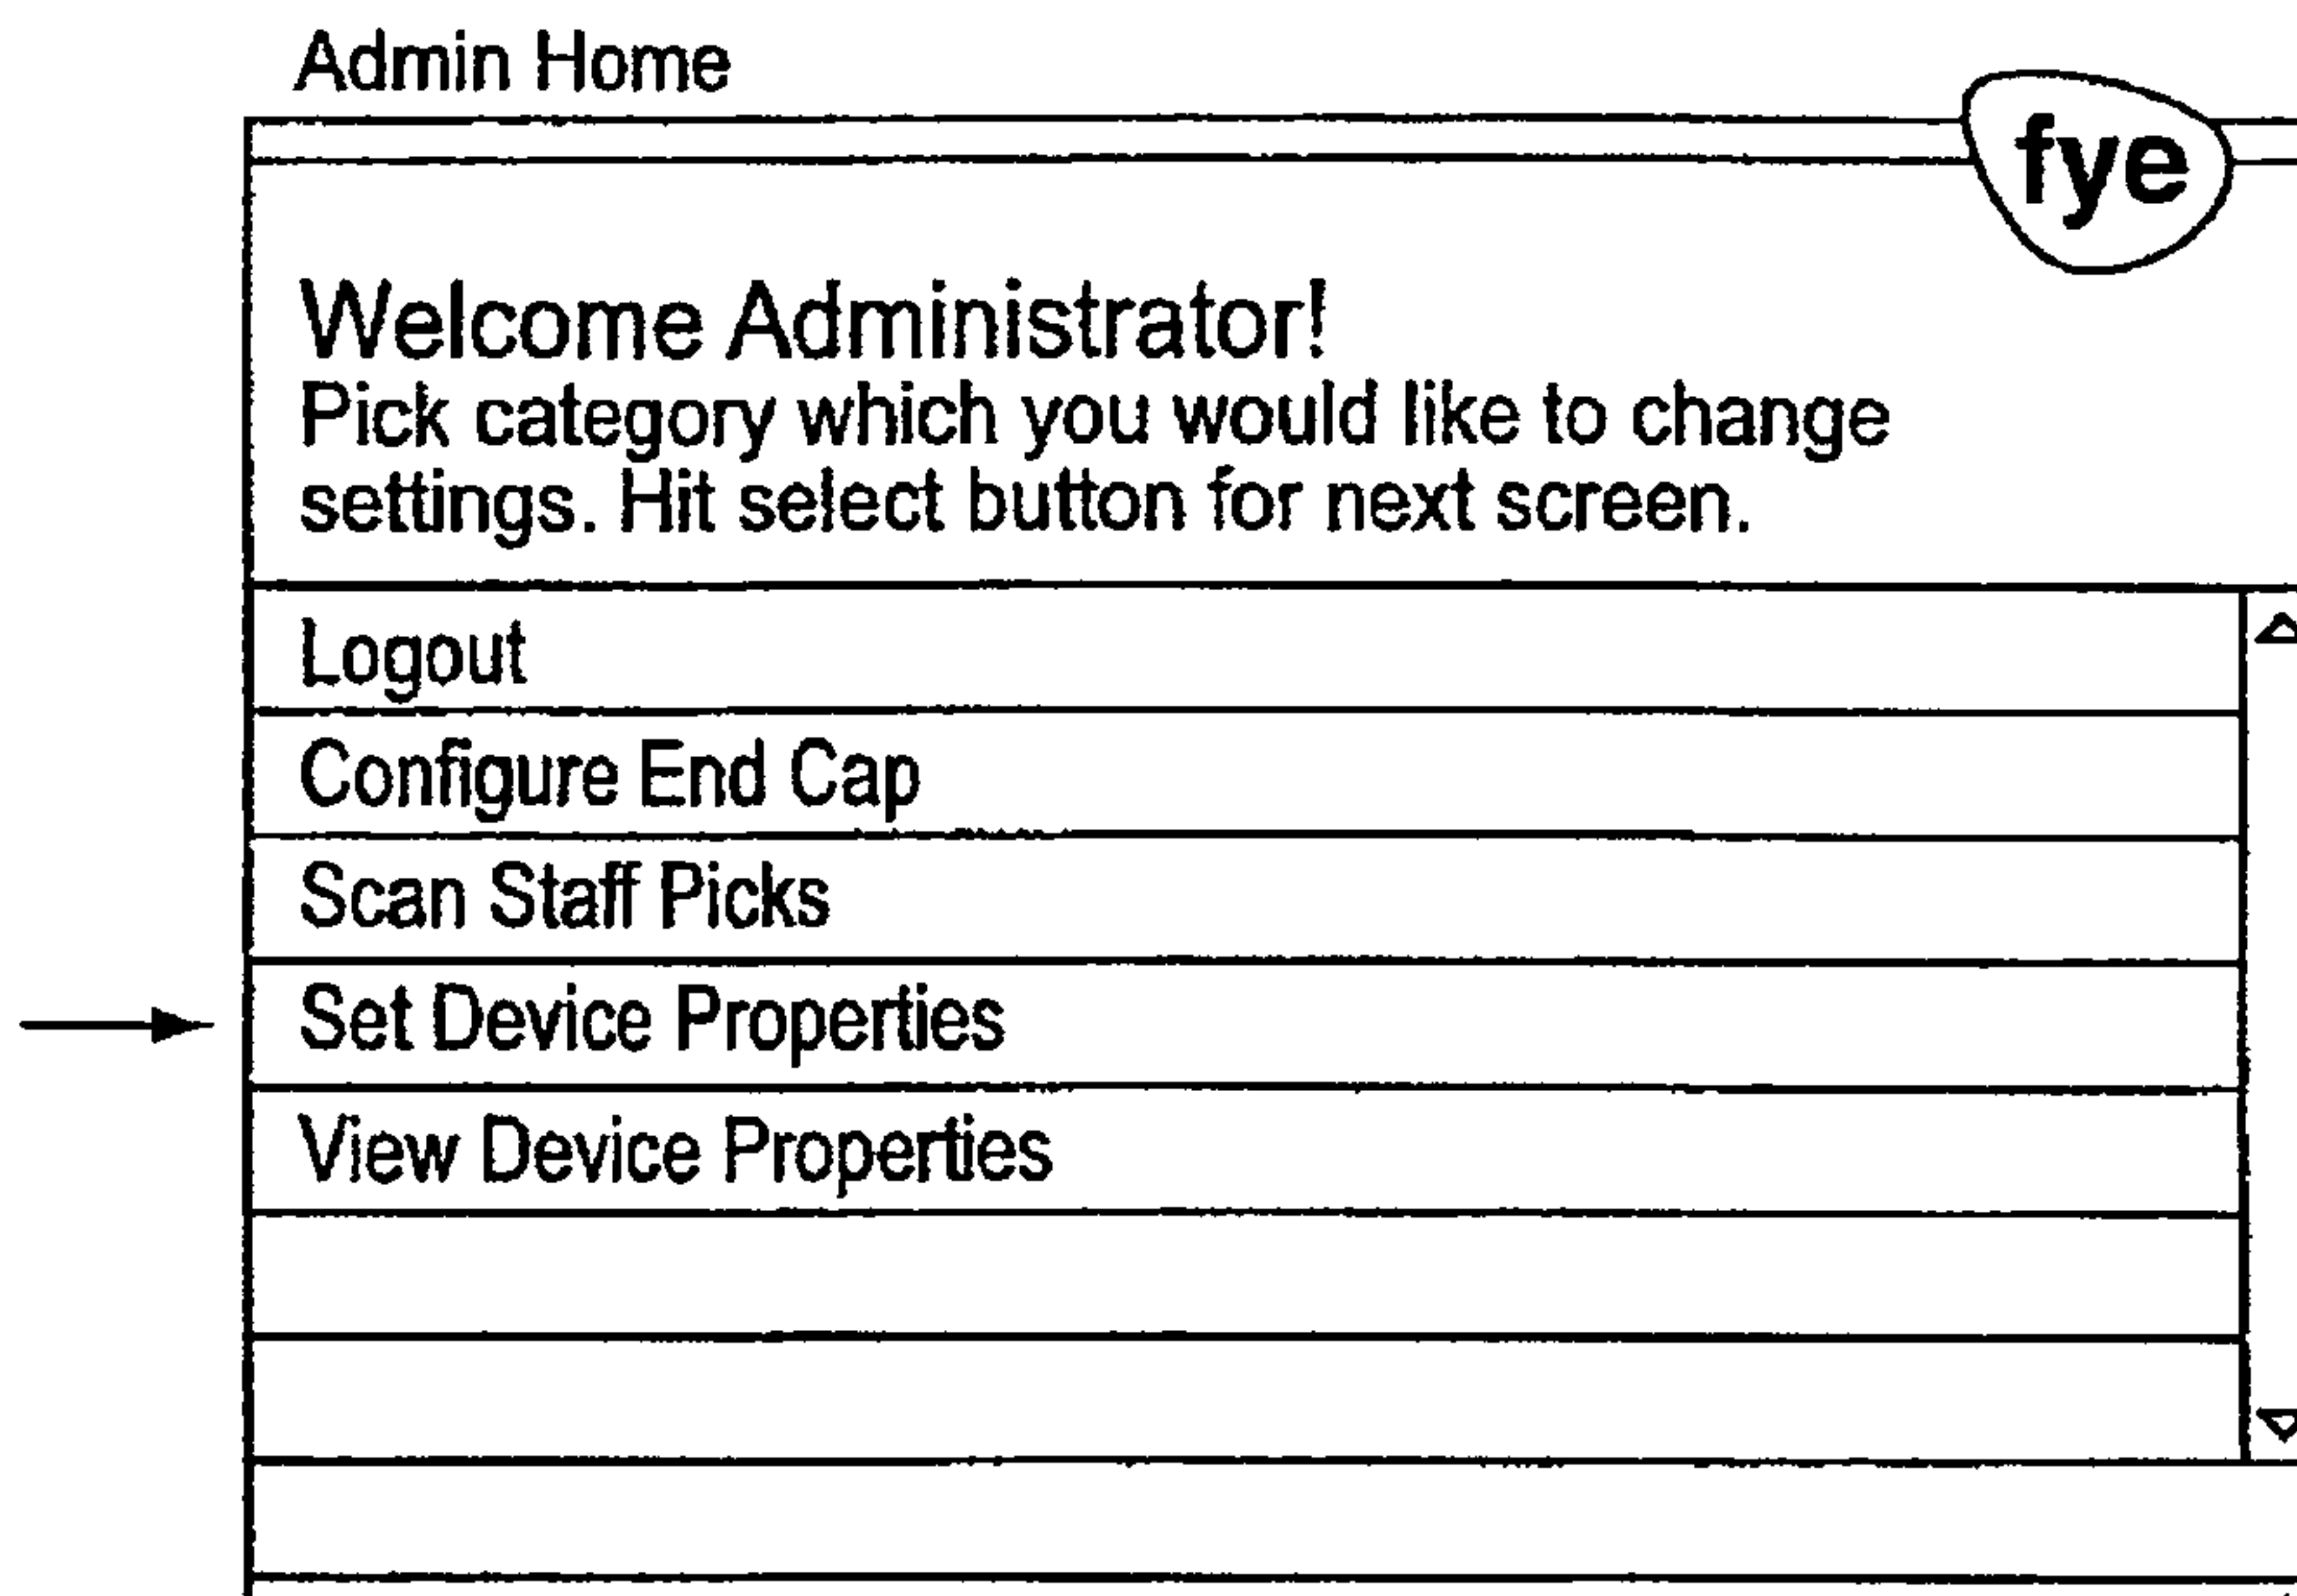 Admin Home
fye
Welcome Administrator!
Pick category which you would like to change
settings. Hit select button for next screen.
Logout
Configure End Cap
Scan Staff Picks
Set Device Properties
View Device Properties